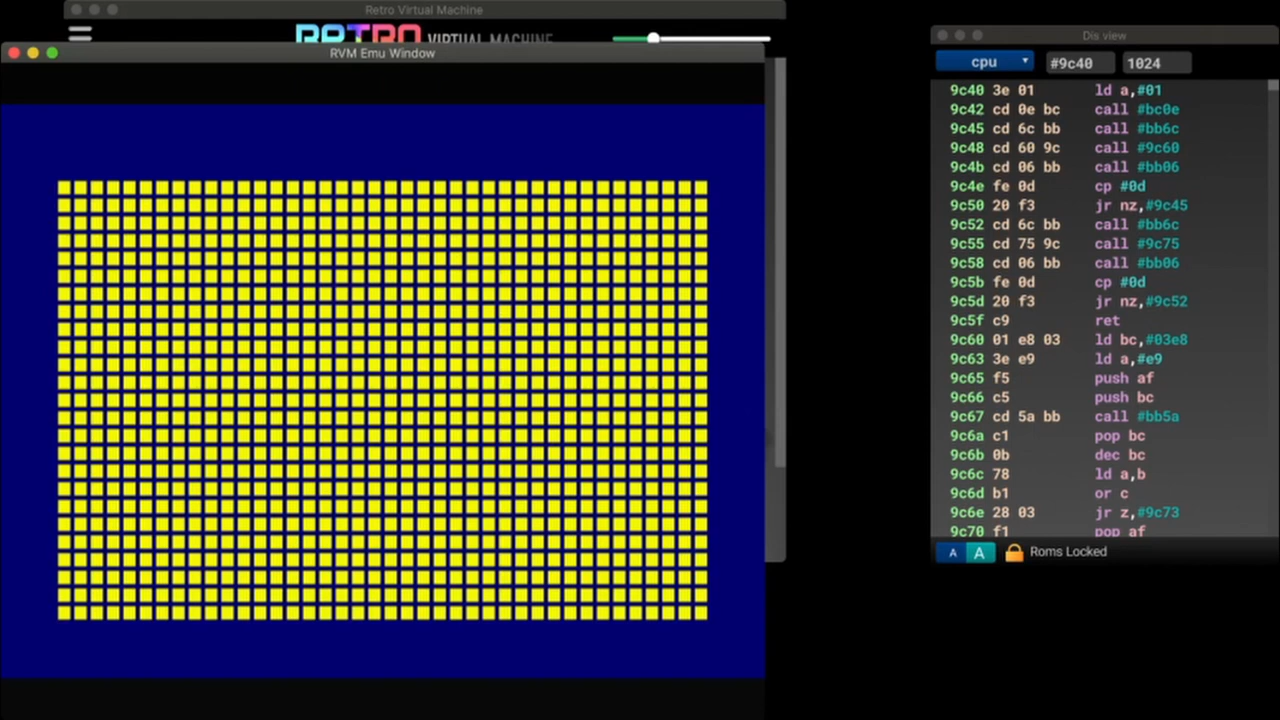 Retro Virtual Machine
RETRO VIRTUAL MACHINE
RVM Emu Window
Dis view
cpu #9c40 1024
9c40 3e 01 ld a,#01
9c42 cd 0e bc call #bc0e
9c45 cd 6c bb call #bb6c
9c48 cd 60 9c call #9c60
9c4b cd 06 bb call #bb06
9c4e fe 0d cp #0d
9c50 20 f3 jr nz,#9c45
9c52 cd 6c bb call #bb6c
9c55 cd 75 9c call #9c75
9c58 cd 06 bb call #bb06
9c5b fe 0d cp #0d
9c5d 20 f3 jr nz,#9c52
9c5f c9 ret
9c60 01 e8 03 ld bc,#03e8
9c63 3e e9 ld a,#e9
9c65 f5 push af
9c66 c5 push bc
9c67 cd 5a bb call #bb5a
9c6a c1 pop bc
9c6b 0b dec bc
9c6c 78 ld a,b
9c6d b1 or c
9c6e 28 03 jr z,#9c73
9c70 f1 pop af
A A Roms Locked